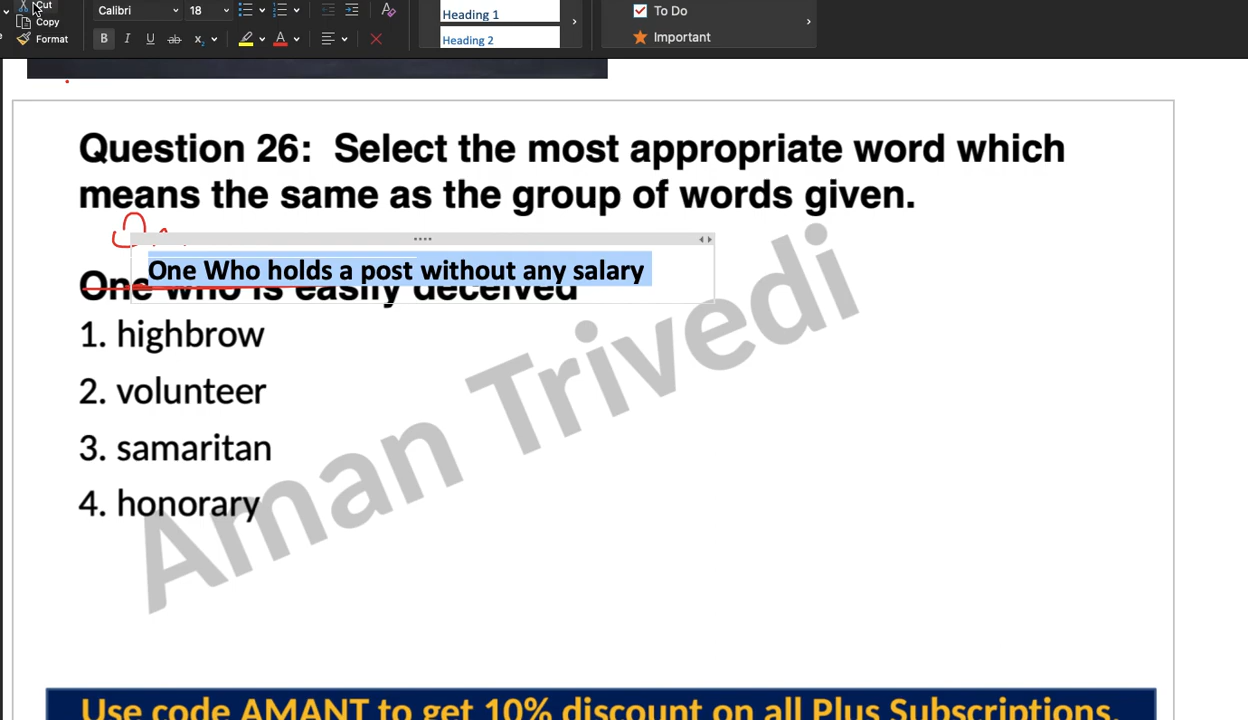 Cut
Calibri 18
Copy
Format
B I U ab x₂ A
Heading 1
Heading 2
To Do
Important
Question 26: Select the most appropriate word which
means the same as the group of words given.
One Who holds a post without any salary
One who is easily deceived
1. highbrow
2. volunteer
3. samaritan
4. honorary
Aman Trivedi
Use code AMANT to get 10% discount on all Plus Subscriptions.